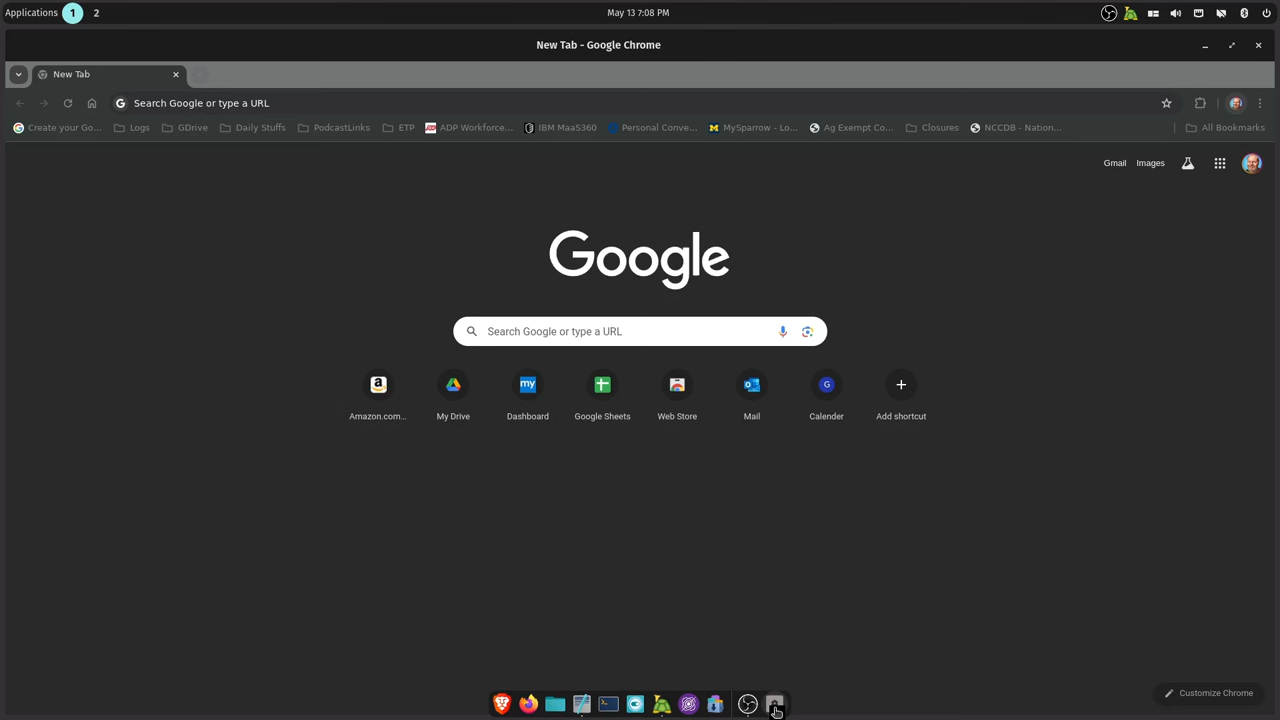 Applications 1 2 May 13 7:08 PM
New Tab - Google Chrome
New Tab
Search Google or type a URL
Create your Go... Logs GDrive Daily Stuffs PodcastLinks ETP ADP Workforce... IBM MaaS360 Personal Conve... MySparrow - Lo... Ag Exempt Co... Closures NCCDB - Nation... All Bookmarks
Gmail Images
Google
Search Google or type a URL
Amazon.com... My Drive Dashboard Google Sheets Web Store Mail Calender Add shortcut
Customize Chrome